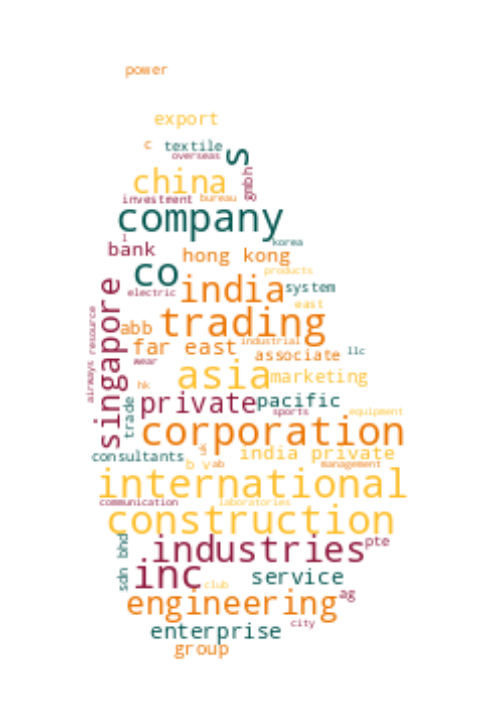 power
export
c textile
overseas
s
china
gmbh
investment bureau
company
l
korea
bank
hong kong
co
products
electric
india
system
singapore
east
resource
abb
trading
industrial
far east
associate
llc
wear
airways
asia
marketing
hk
trade
private
pacific
sports
equipment
corporation
uk
consultants
india private
b v
ab
management
international
communication
laboratories
construction
sdn bhd
industries
pte
inc
service
club
engineering
ag
enterprise
city
group